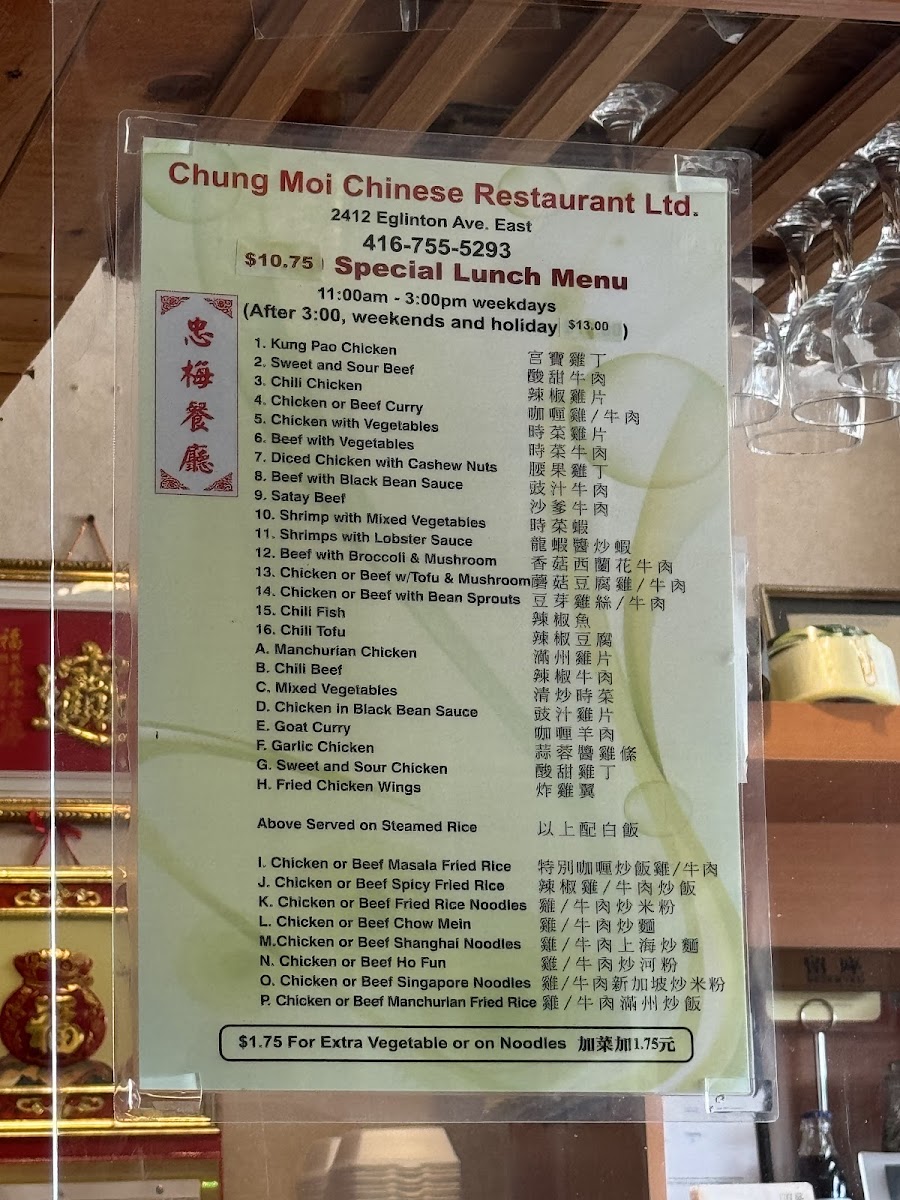 Chung Moi Chinese Restaurant Ltd.
2412 Eglinton Ave. East
416-755-5293
$10.75 Special Lunch Menu
11:00am - 3:00pm weekdays
(After 3:00, weekends and holiday $13.00 )
忠梅餐廳
1. Kung Pao Chicken 宮寶雞丁
2. Sweet and Sour Beef 酸甜牛肉
3. Chili Chicken 辣椒雞片
4. Chicken or Beef Curry 咖喱雞/牛肉
5. Chicken with Vegetables 時菜雞片
6. Beef with Vegetables 時菜牛肉
7. Diced Chicken with Cashew Nuts 腰果雞丁
8. Beef with Black Bean Sauce 豉汁牛肉
9. Satay Beef 沙爹牛肉
10. Shrimp with Mixed Vegetables 時菜蝦
11. Shrimps with Lobster Sauce 龍蝦醬炒蝦
12. Beef with Broccoli & Mushroom 香菇西蘭花牛肉
13. Chicken or Beef w/Tofu & Mushroom 蘑菇豆腐雞/牛肉
14. Chicken or Beef with Bean Sprouts 豆芽雞絲/牛肉
15. Chili Fish 辣椒魚
16. Chili Tofu 辣椒豆腐
A. Manchurian Chicken 滿州雞片
B. Chili Beef 辣椒牛肉
C. Mixed Vegetables 清炒時菜
D. Chicken in Black Bean Sauce 豉汁雞片
E. Goat Curry 咖喱羊肉
F. Garlic Chicken 蒜蓉醬雞條
G. Sweet and Sour Chicken 酸甜雞丁
H. Fried Chicken Wings 炸雞翼
Above Served on Steamed Rice 以上配白飯
I. Chicken or Beef Masala Fried Rice 特別咖喱炒飯雞/牛肉
J. Chicken or Beef Spicy Fried Rice 辣椒雞/牛肉炒飯
K. Chicken or Beef Fried Rice Noodles 雞/牛肉炒米粉
L. Chicken or Beef Chow Mein 雞/牛肉炒麵
M.Chicken or Beef Shanghai Noodles 雞/牛肉上海炒麵
N. Chicken or Beef Ho Fun 雞/牛肉炒河粉
O. Chicken or Beef Singapore Noodles 雞/牛肉新加坡炒米粉
P. Chicken or Beef Manchurian Fried Rice 雞/牛肉滿州炒飯
$1.75 For Extra Vegetable or on Noodles 加菜加1.75元
福
福